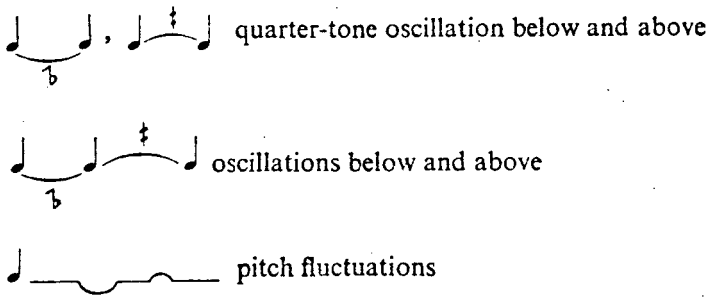 quarter-tone oscillation below and above
oscillations below and above
pitch fluctuations